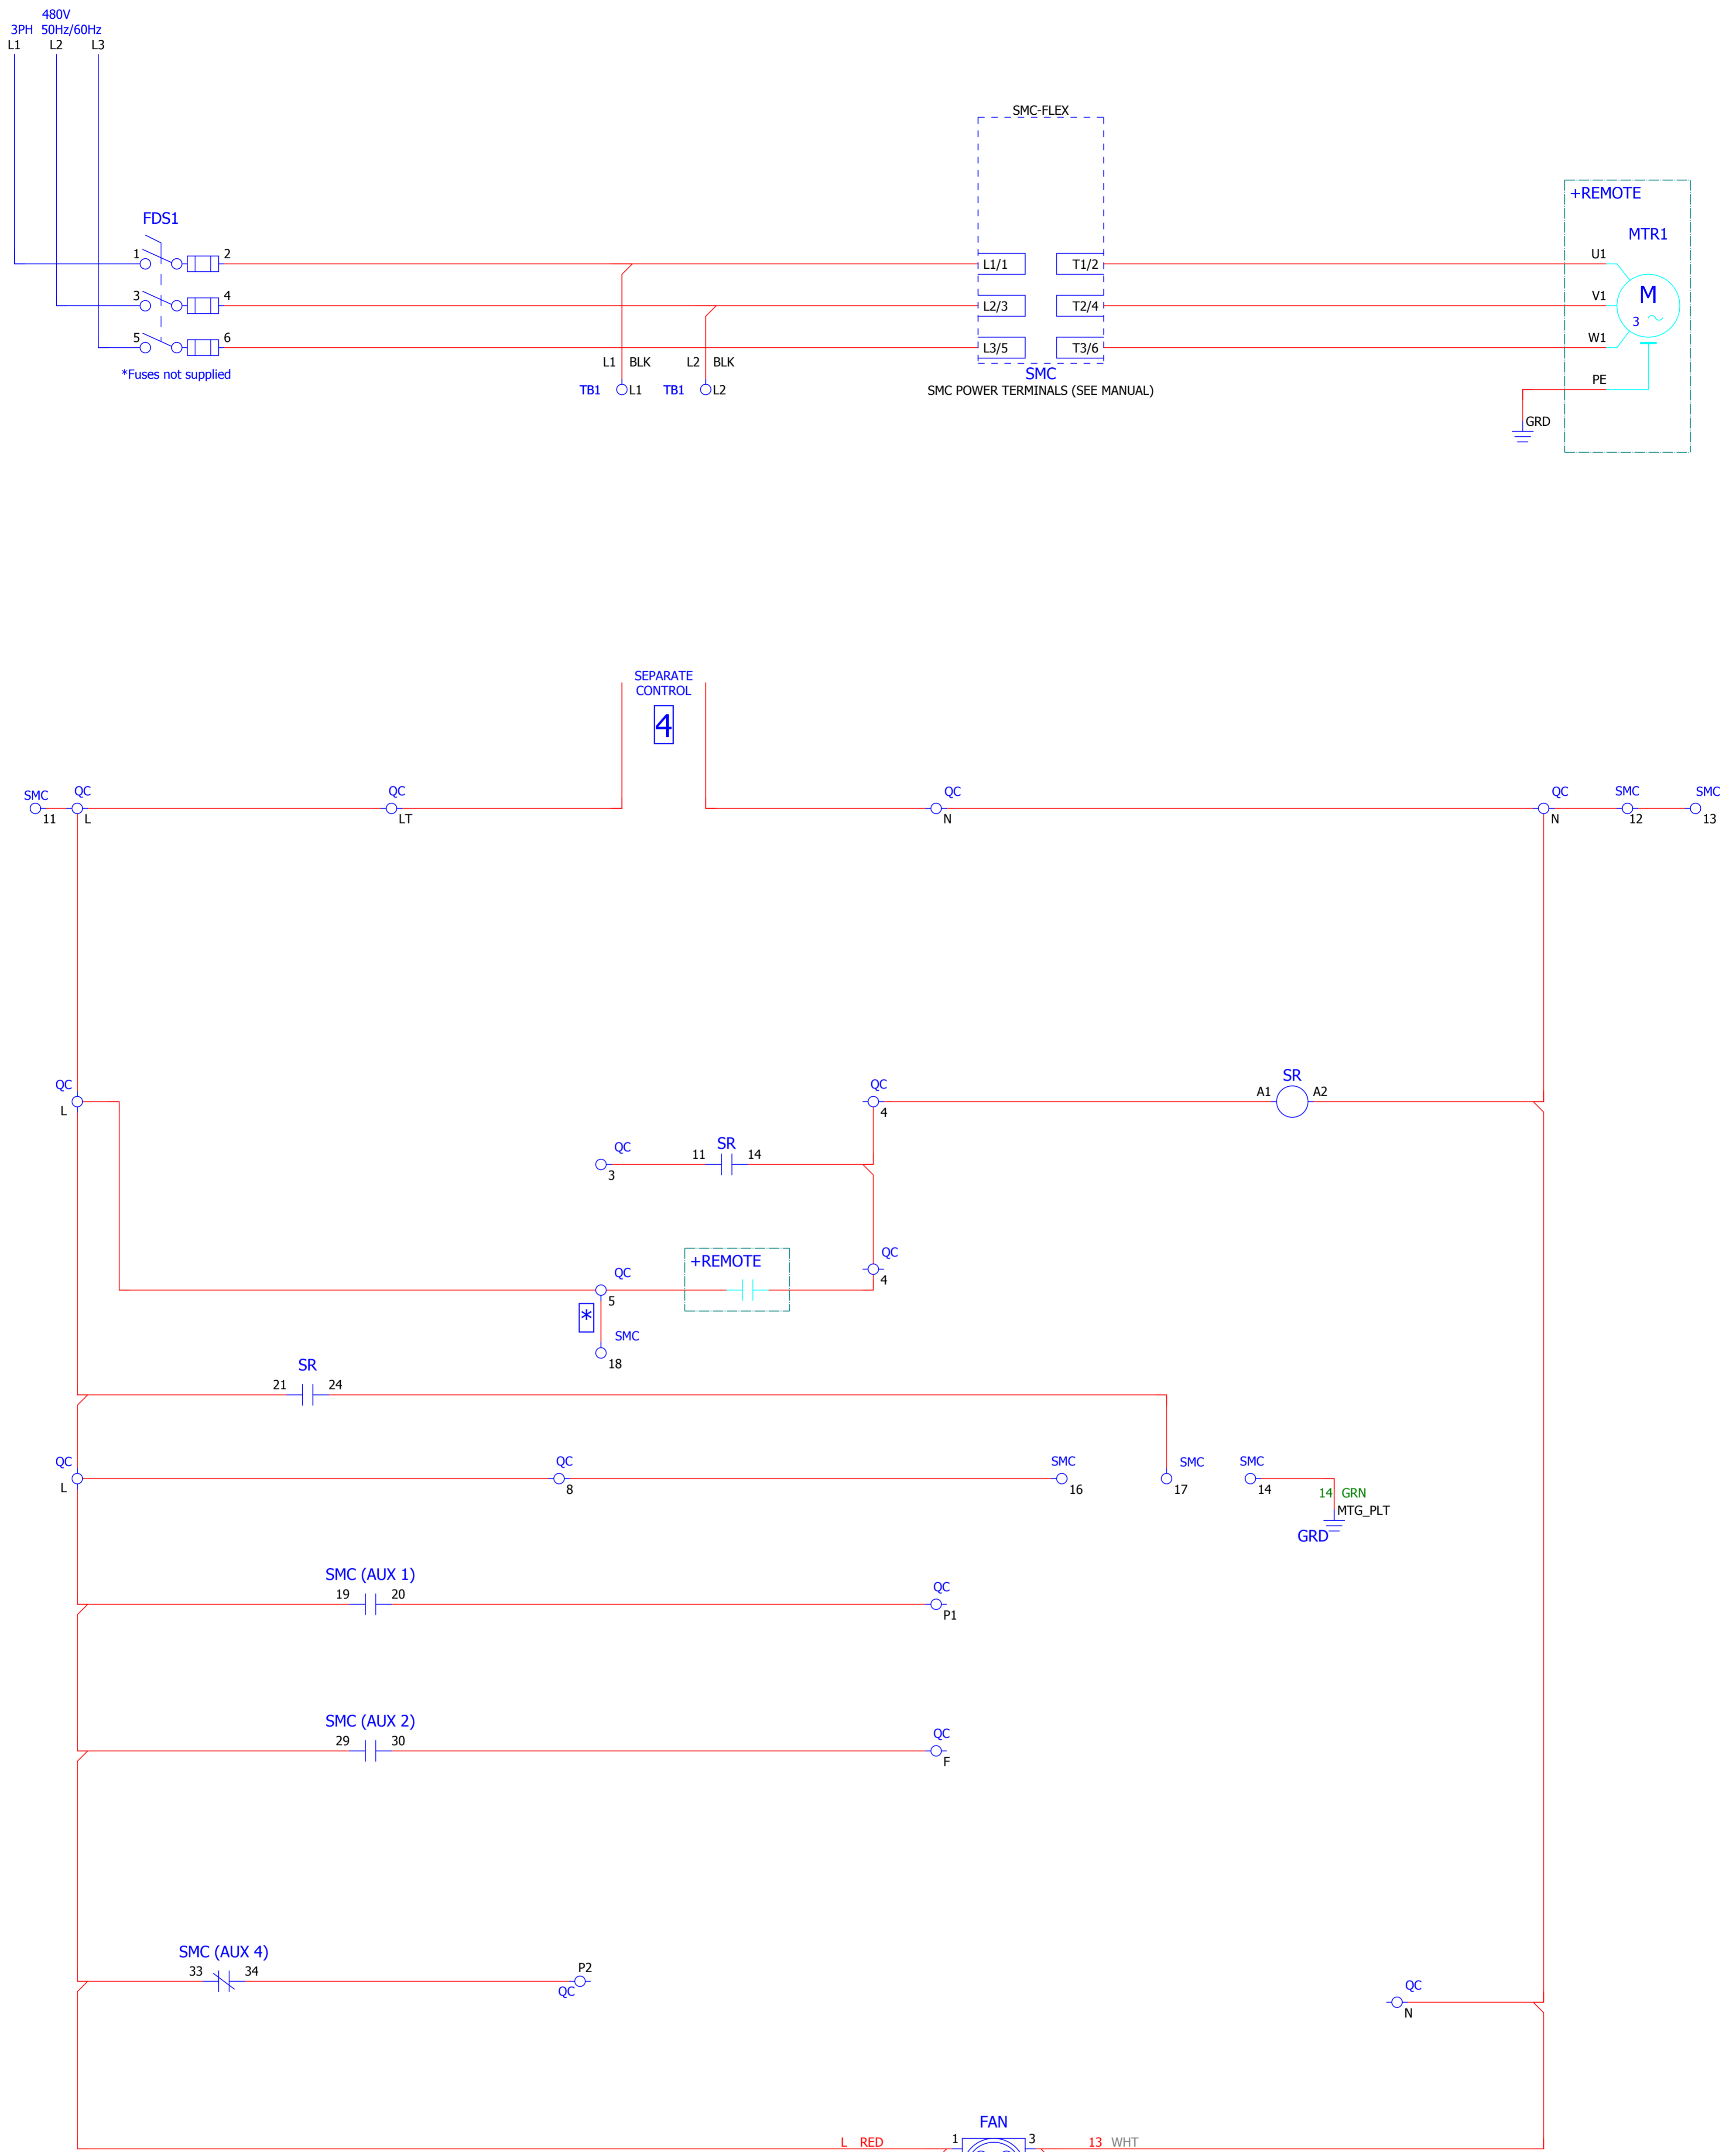 480V
3PH 50Hz/60Hz
L1 L2 L3
SMC-FLEX
+REMOTE
FDS1
MTR1
1 2 L1/1 T1/2 U1
3 4 L2/3 T2/4 V1 M
3
5 6 L3/5 T3/6 W1
*Fuses not supplied
L1 BLK L2 BLK
SMC
PE
TB1 L1 TB1 L2
SMC POWER TERMINALS (SEE MANUAL)
GRD
SEPARATE
CONTROL
4
SMC QC QC QC QC SMC SMC
11 L LT N N 12 13
SR
QC QC A1 A2
L 4
SR
QC 11 14
3
QC
+REMOTE
4
QC
5
*
SMC
18
SR
21 24
QC QC SMC SMC SMC
L 8 16 17 14
14 GRN
MTG_PLT
GRD
SMC (AUX 1)
19 20 QC
P1
SMC (AUX 2)
29 30 QC
F
SMC (AUX 4)
33 34 P2
QC
QC
N
FAN
L RED 1 3 13 WHT